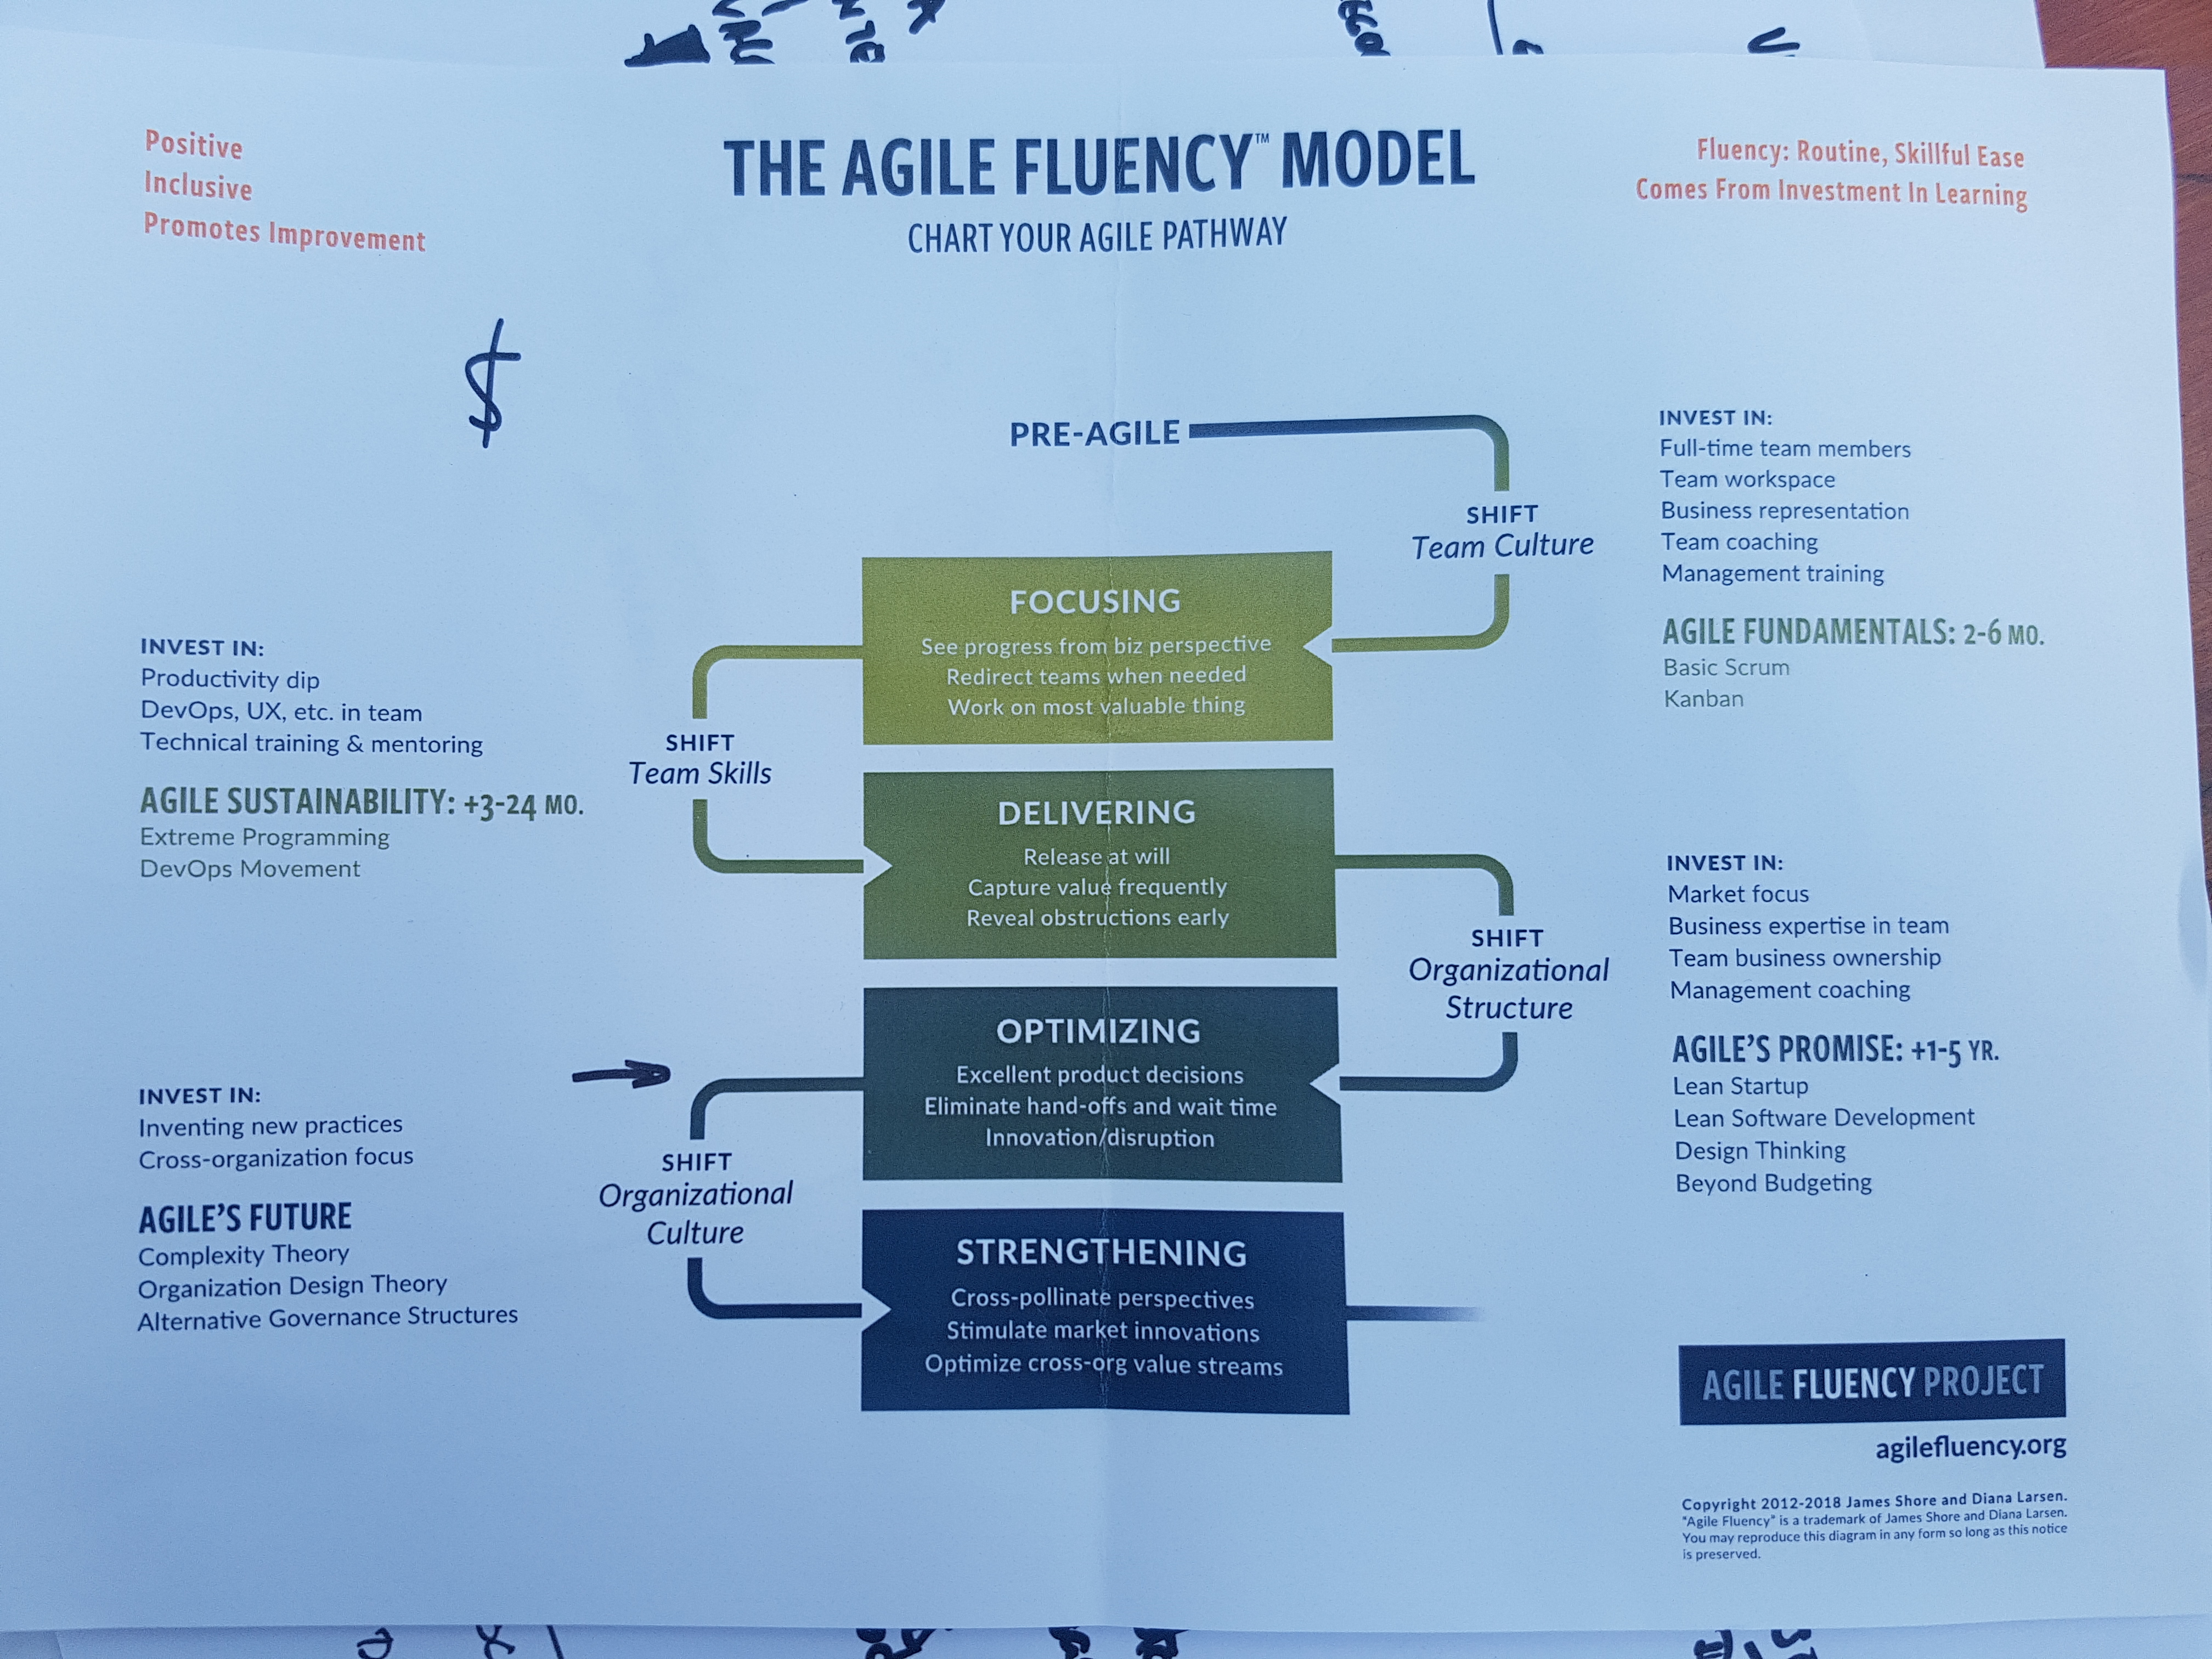 Positive
Inclusive
Promotes Improvement
THE AGILE FLUENCY™ MODEL
CHART YOUR AGILE PATHWAY
Fluency: Routine, Skillful Ease
Comes From Investment In Learning
$
PRE-AGILE
SHIFT
Team Culture
INVEST IN:
Full-time team members
Team workspace
Business representation
Team coaching
Management training
AGILE FUNDAMENTALS: 2-6 MO.
Basic Scrum
Kanban
FOCUSING
See progress from biz perspective
Redirect teams when needed
Work on most valuable thing
INVEST IN:
Productivity dip
DevOps, UX, etc. in team
Technical training & mentoring
AGILE SUSTAINABILITY: +3-24 MO.
Extreme Programming
DevOps Movement
SHIFT
Team Skills
DELIVERING
Release at will
Capture value frequently
Reveal obstructions early
SHIFT
Organizational
Structure
INVEST IN:
Market focus
Business expertise in team
Team business ownership
Management coaching
AGILE'S PROMISE: +1-5 YR.
Lean Startup
Lean Software Development
Design Thinking
Beyond Budgeting
OPTIMIZING
Excellent product decisions
Eliminate hand-offs and wait time
Innovation/disruption
INVEST IN:
Inventing new practices
Cross-organization focus
AGILE'S FUTURE
Complexity Theory
Organization Design Theory
Alternative Governance Structures
SHIFT
Organizational
Culture
STRENGTHENING
Cross-pollinate perspectives
Stimulate market innovations
Optimize cross-org value streams
AGILE FLUENCY PROJECT
agilefluency.org
Copyright 2012-2018 James Shore and Diana Larsen.
"Agile Fluency" is a trademark of James Shore and Diana Larsen.
You may reproduce this diagram in any form so long as this notice
is preserved.